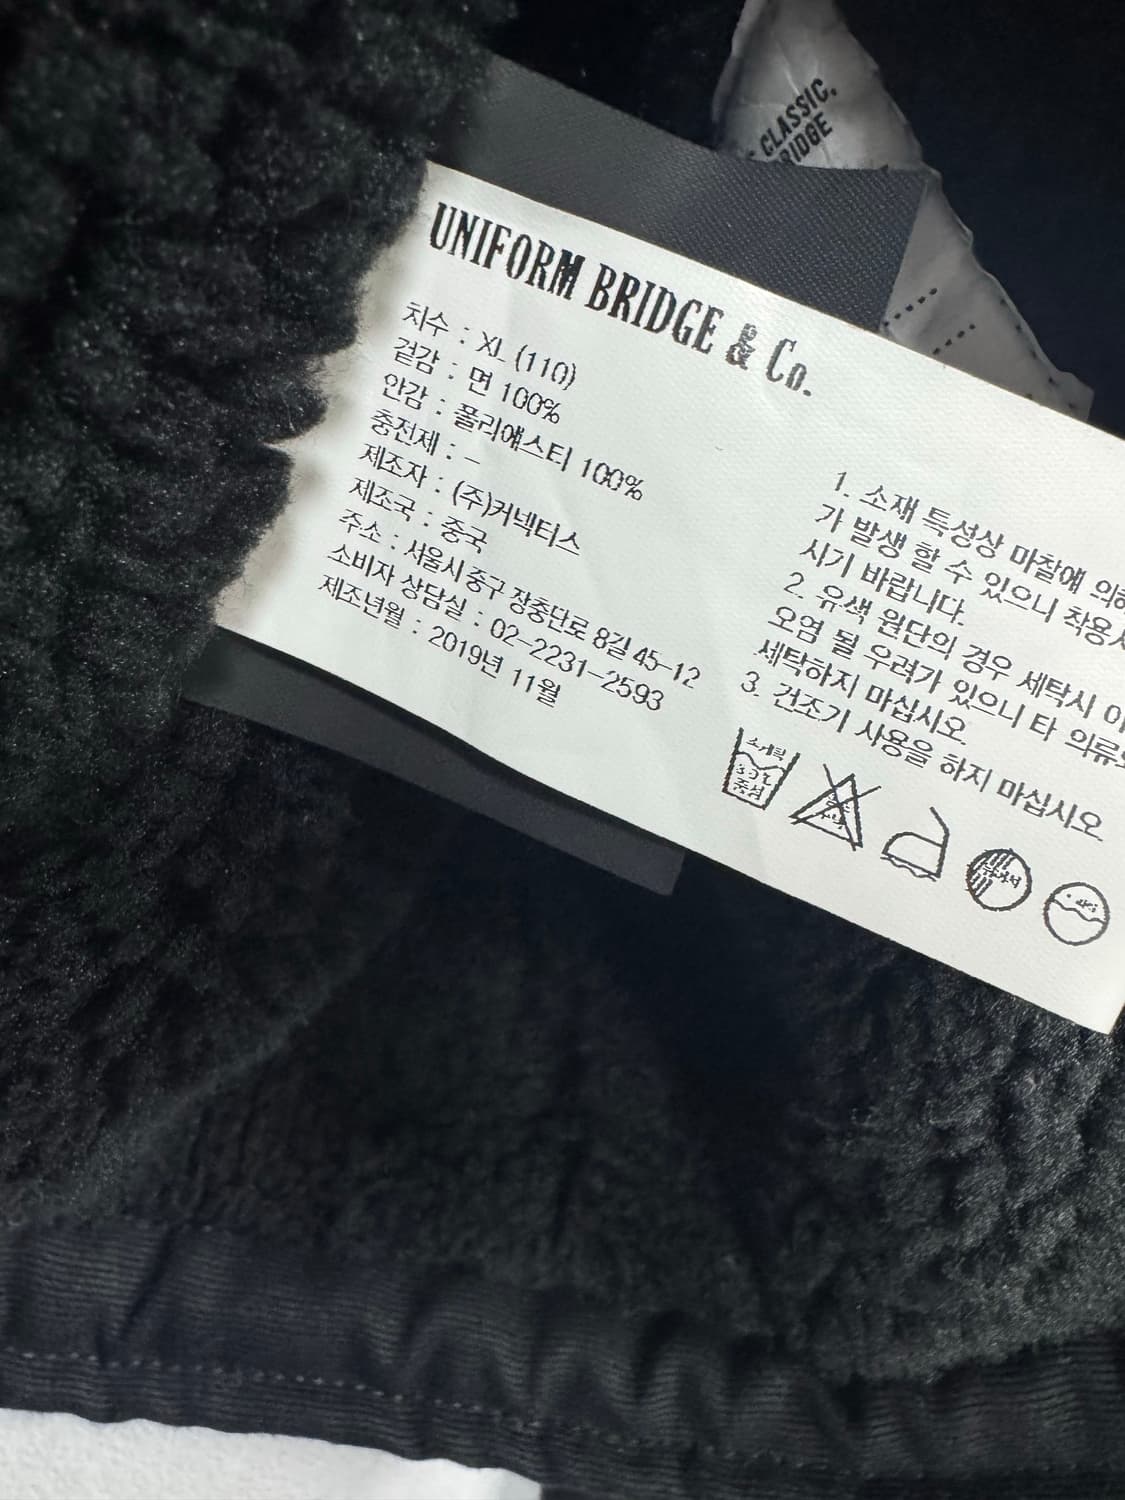 CLASSIC.
UNIFORM BRIDGE & Co.
치수 : XL (110)
겉감 : 면 100%
안감 : 폴리에스터 100%
충전제 : -
제조자 : (주)커넥터스
제조국 : 중국
주소 : 서울시 중구 장충단로 8길 45-12
소비자 상담실 : 02-2231-2593
제조년월 : 2019년 11월
1. 소재 특성상 마찰에 의해
가 발생 할 수 있으니 착용시
시기 바랍니다.
2. 유색 원단의 경우 세탁시 이
오염 될 우려가 있으니 타 의류
세탁하지 마십시오.
3. 건조기 사용을 하지 마십시오.
중성